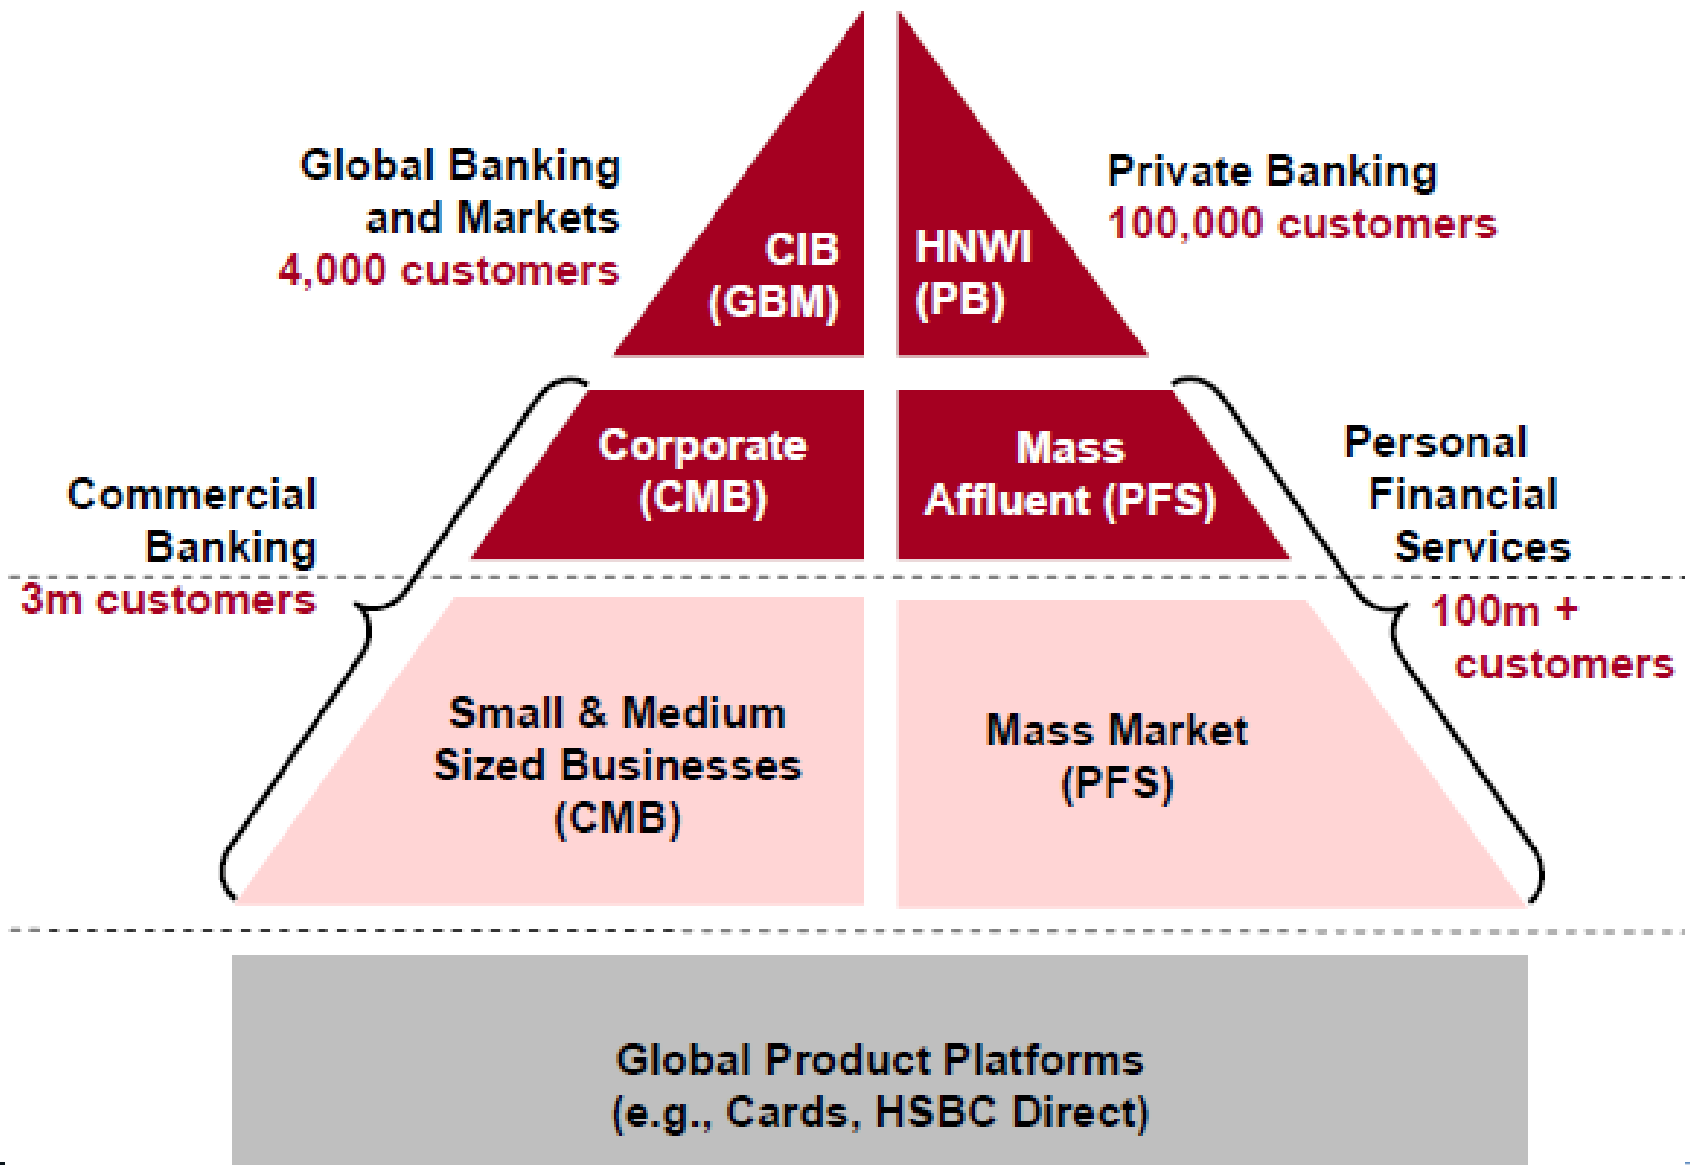 Global Banking
and Markets
4,000 customers
CIB
(GBM)
HNWI
(PB)
Private Banking
100,000 customers
Commercial
Banking
3m customers
Corporate
(CMB)
Mass
Affluent (PFS)
Personal
Financial
Services
100m +
customers
Small & Medium
Sized Businesses
(CMB)
Mass Market
(PFS)
Global Product Platforms
(e.g., Cards, HSBC Direct)